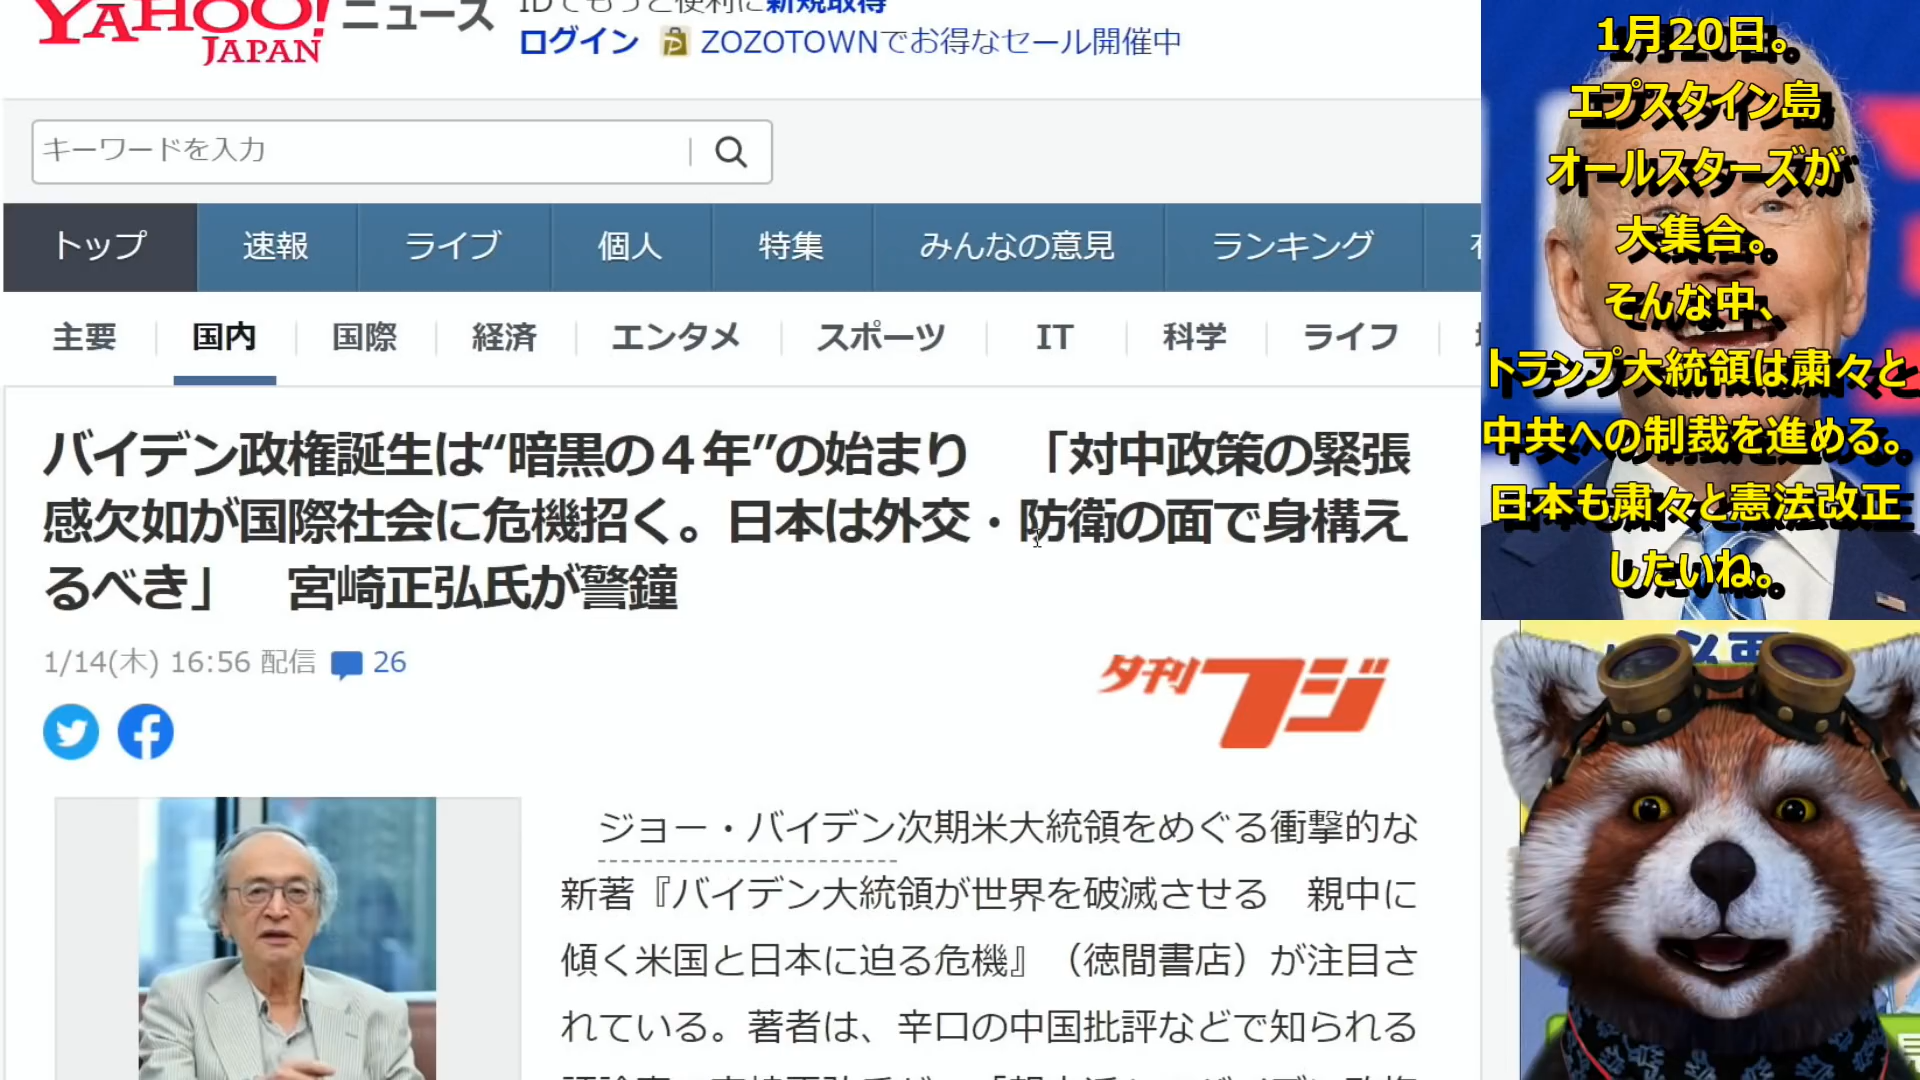 YAHOO!
JAPAN
ニュース
IDでもっと便利に新規取得
ログイン ZOZOTOWNでお得なセール開催中
キーワードを入力
トップ 速報 ライブ 個人 特集 みんなの意見 ランキング
主要 国内 国際 経済 エンタメ スポーツ IT 科学 ライフ
バイデン政権誕生は“暗黒の４年”の始まり 「対中政策の緊張
感欠如が国際社会に危機招く。日本は外交・防衛の面で身構え
るべき」 宮崎正弘氏が警鐘
1/14(木) 16:56 配信 26
夕刊フジ
ジョー・バイデン次期米大統領をめぐる衝撃的な
新著『バイデン大統領が世界を破滅させる 親中に
傾く米国と日本に迫る危機』（徳間書店）が注目さ
れている。著者は、辛口の中国批評などで知られる
1月20日。
エプスタイン島
オールスターズが
大集合。
そんな中、
トランプ大統領は粛々と
中共への制裁を進める。
日本も粛々と憲法改正
したいね。